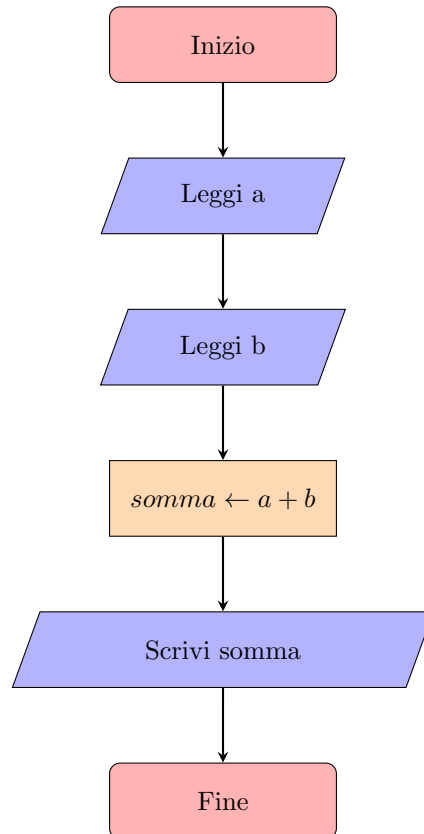 Inizio
Leggi a
Leggi b
somma ← a + b
Scrivi somma
Fine